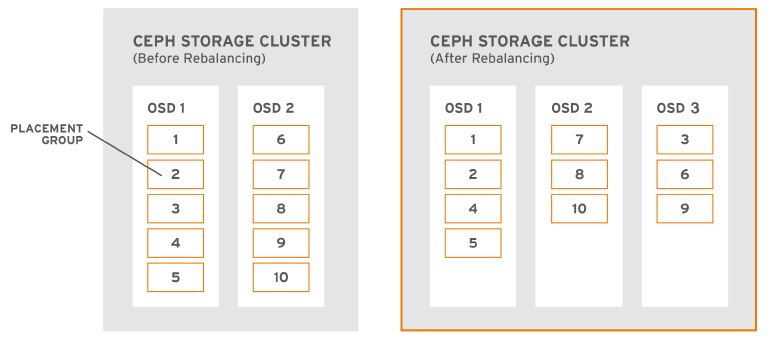 CEPH STORAGE CLUSTER
(Before Rebalancing)
OSD 1
1
2
3
4
5
OSD 2
6
7
8
9
10
PLACEMENT
GROUP
CEPH STORAGE CLUSTER
(After Rebalancing)
OSD 1
1
2
4
5
OSD 2
7
8
10
OSD 3
3
6
9